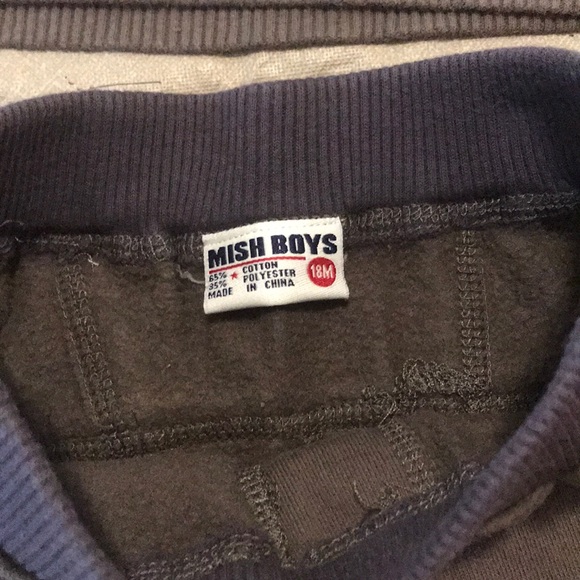 MISH BOYS
65% COTTON
35% POLYESTER
MADE IN CHINA
18M